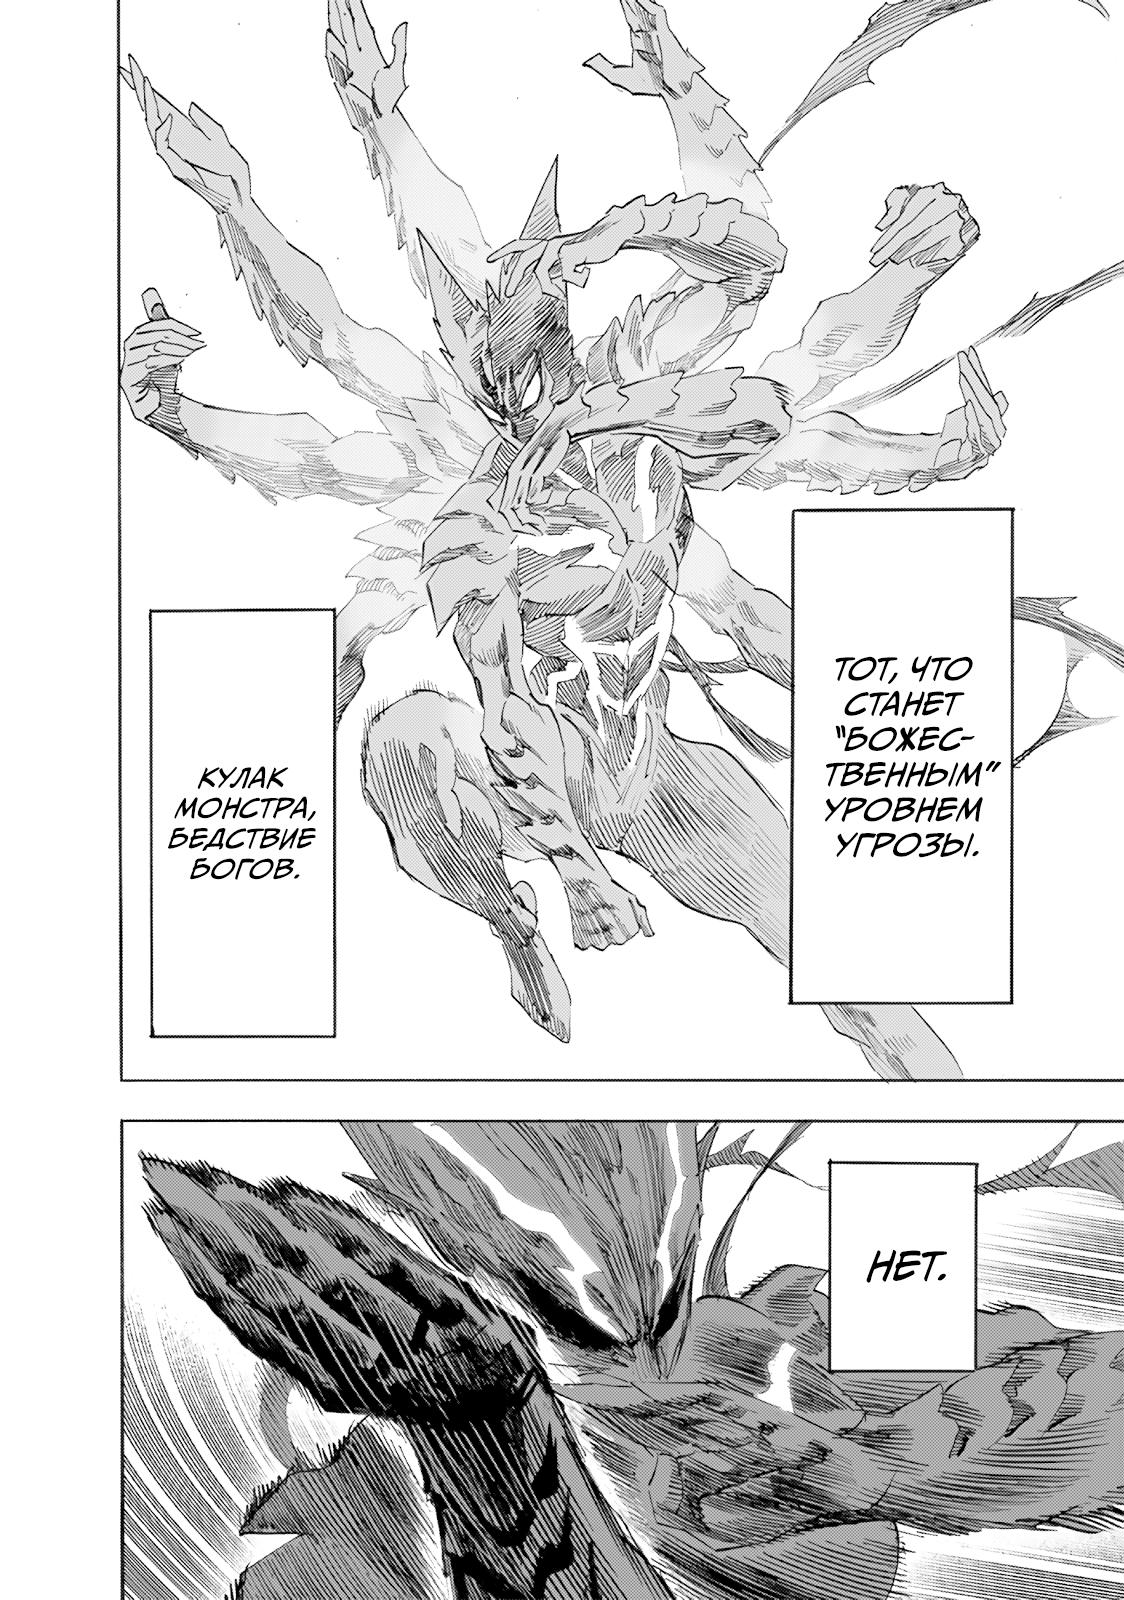 ТОТ, ЧТО
СТАНЕТ
"БОЖЕС-
ТВЕННЫМ"
УРОВНЕМ
УГРОЗЫ.
КУЛАК
МОНСТРА,
БЕДСТВИЕ
БОГОВ.
НЕТ.